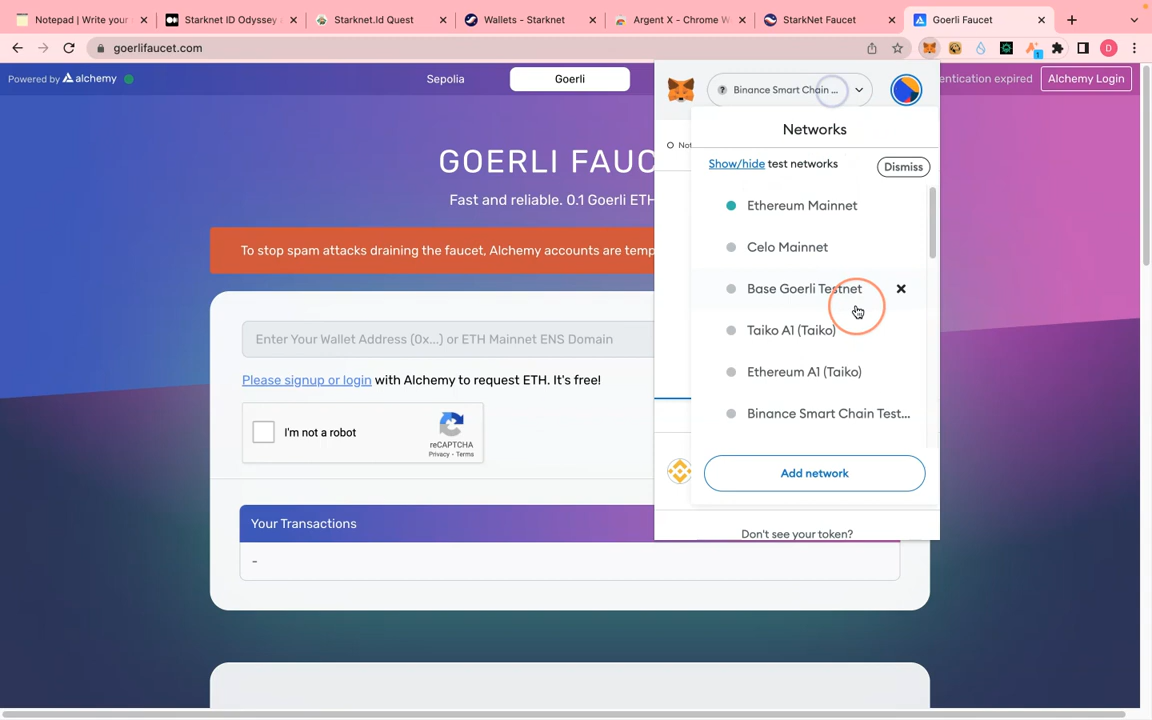 Notepad | Write your
Starknet ID Odyssey
Starknet.Id Quest
Wallets - Starknet
Argent X - Chrome W
StarkNet Faucet
Goerli Faucet
goerlifaucet.com
1
D
Powered by alchemy
Sepolia
Goerli
entication expired
Alchemy Login
GOERLI FAUC
Fast and reliable. 0.1 Goerli ETH
To stop spam attacks draining the faucet, Alchemy accounts are temp
Enter Your Wallet Address (0x...) or ETH Mainnet ENS Domain
Please signup or login with Alchemy to request ETH. It's free!
I'm not a robot
reCAPTCHA
Privacy - Terms
Your Transactions
-
? Binance Smart Chain ...
Not
Networks
Show/hide test networks
Dismiss
Ethereum Mainnet
Celo Mainnet
Base Goerli Testnet
Taiko A1 (Taiko)
Ethereum A1 (Taiko)
Binance Smart Chain Test...
Add network
Don't see your token?